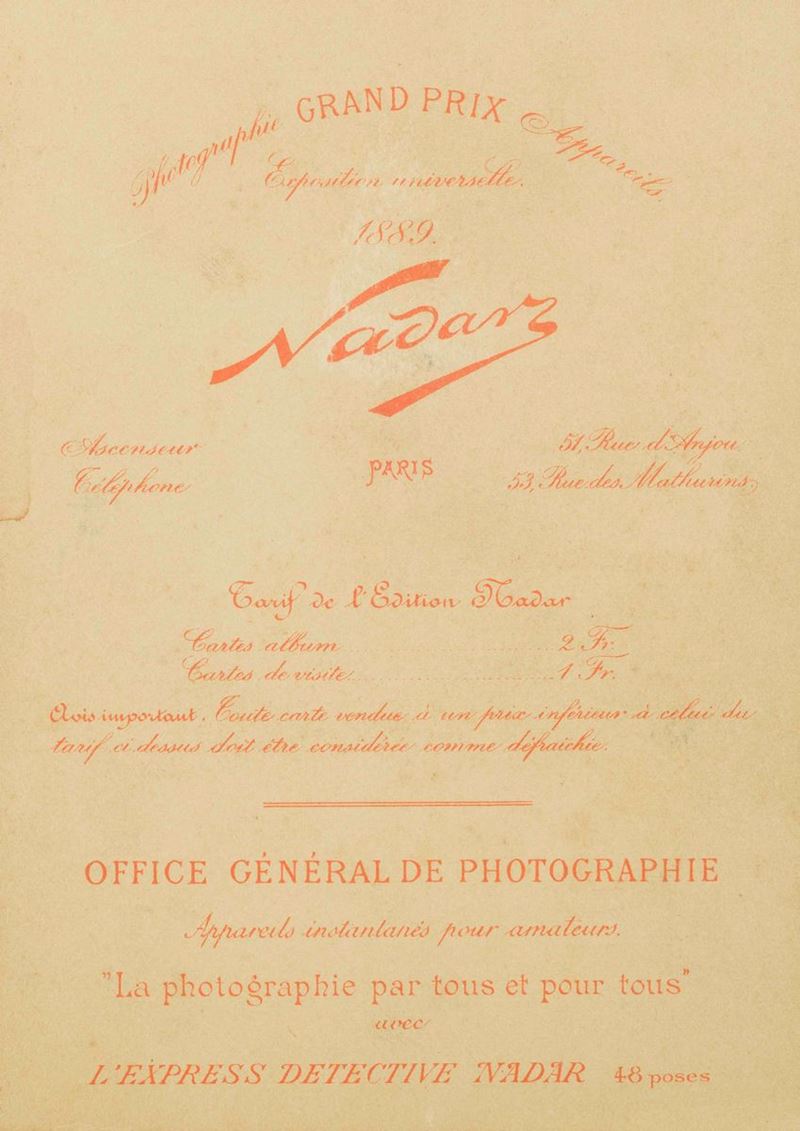 Photographie GRAND PRIX Appareils.
Exposition universelle.
1889.
Nadar
Ascenseur
Téléphone
PARIS
51, Rue d'Anjou
53, Rue des Mathurins
Tarif de l'Edition Nadar
Cartes album 2 Fr.
Cartes de visite 1 Fr.
Avis important. Toute carte vendue à un prix inférieur à celui du
tarif ci dessus doit être considérée comme défraichie.
OFFICE GÉNÉRAL DE PHOTOGRAPHIE
Appareils instantanés pour amateurs.
"La photographie par tous et pour tous"
avec
L'EXPRESS DETECTIVE NADAR 48 poses